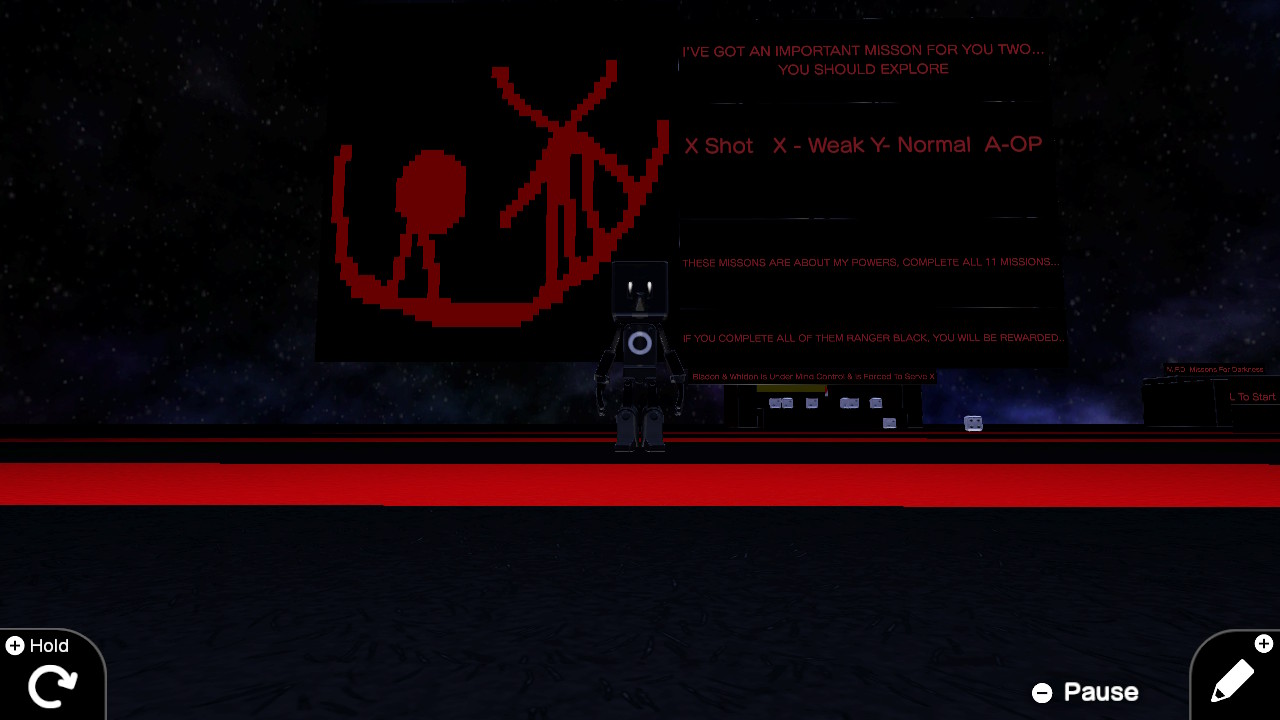 I'VE GOT AN IMPORTANT MISSON FOR YOU TWO...
YOU SHOULD EXPLORE
X Shot X - Weak Y- Normal A-OP
THESE MISSONS ARE ABOUT MY POWERS, COMPLETE ALL 11 MISSIONS...
IF YOU COMPLETE ALL OF THEM RANGER BLACK, YOU WILL BE REWARDED..
Is Under Mind Control & Is Forced To Serve X
Missons For Darkness
L To Start
Hold
Pause